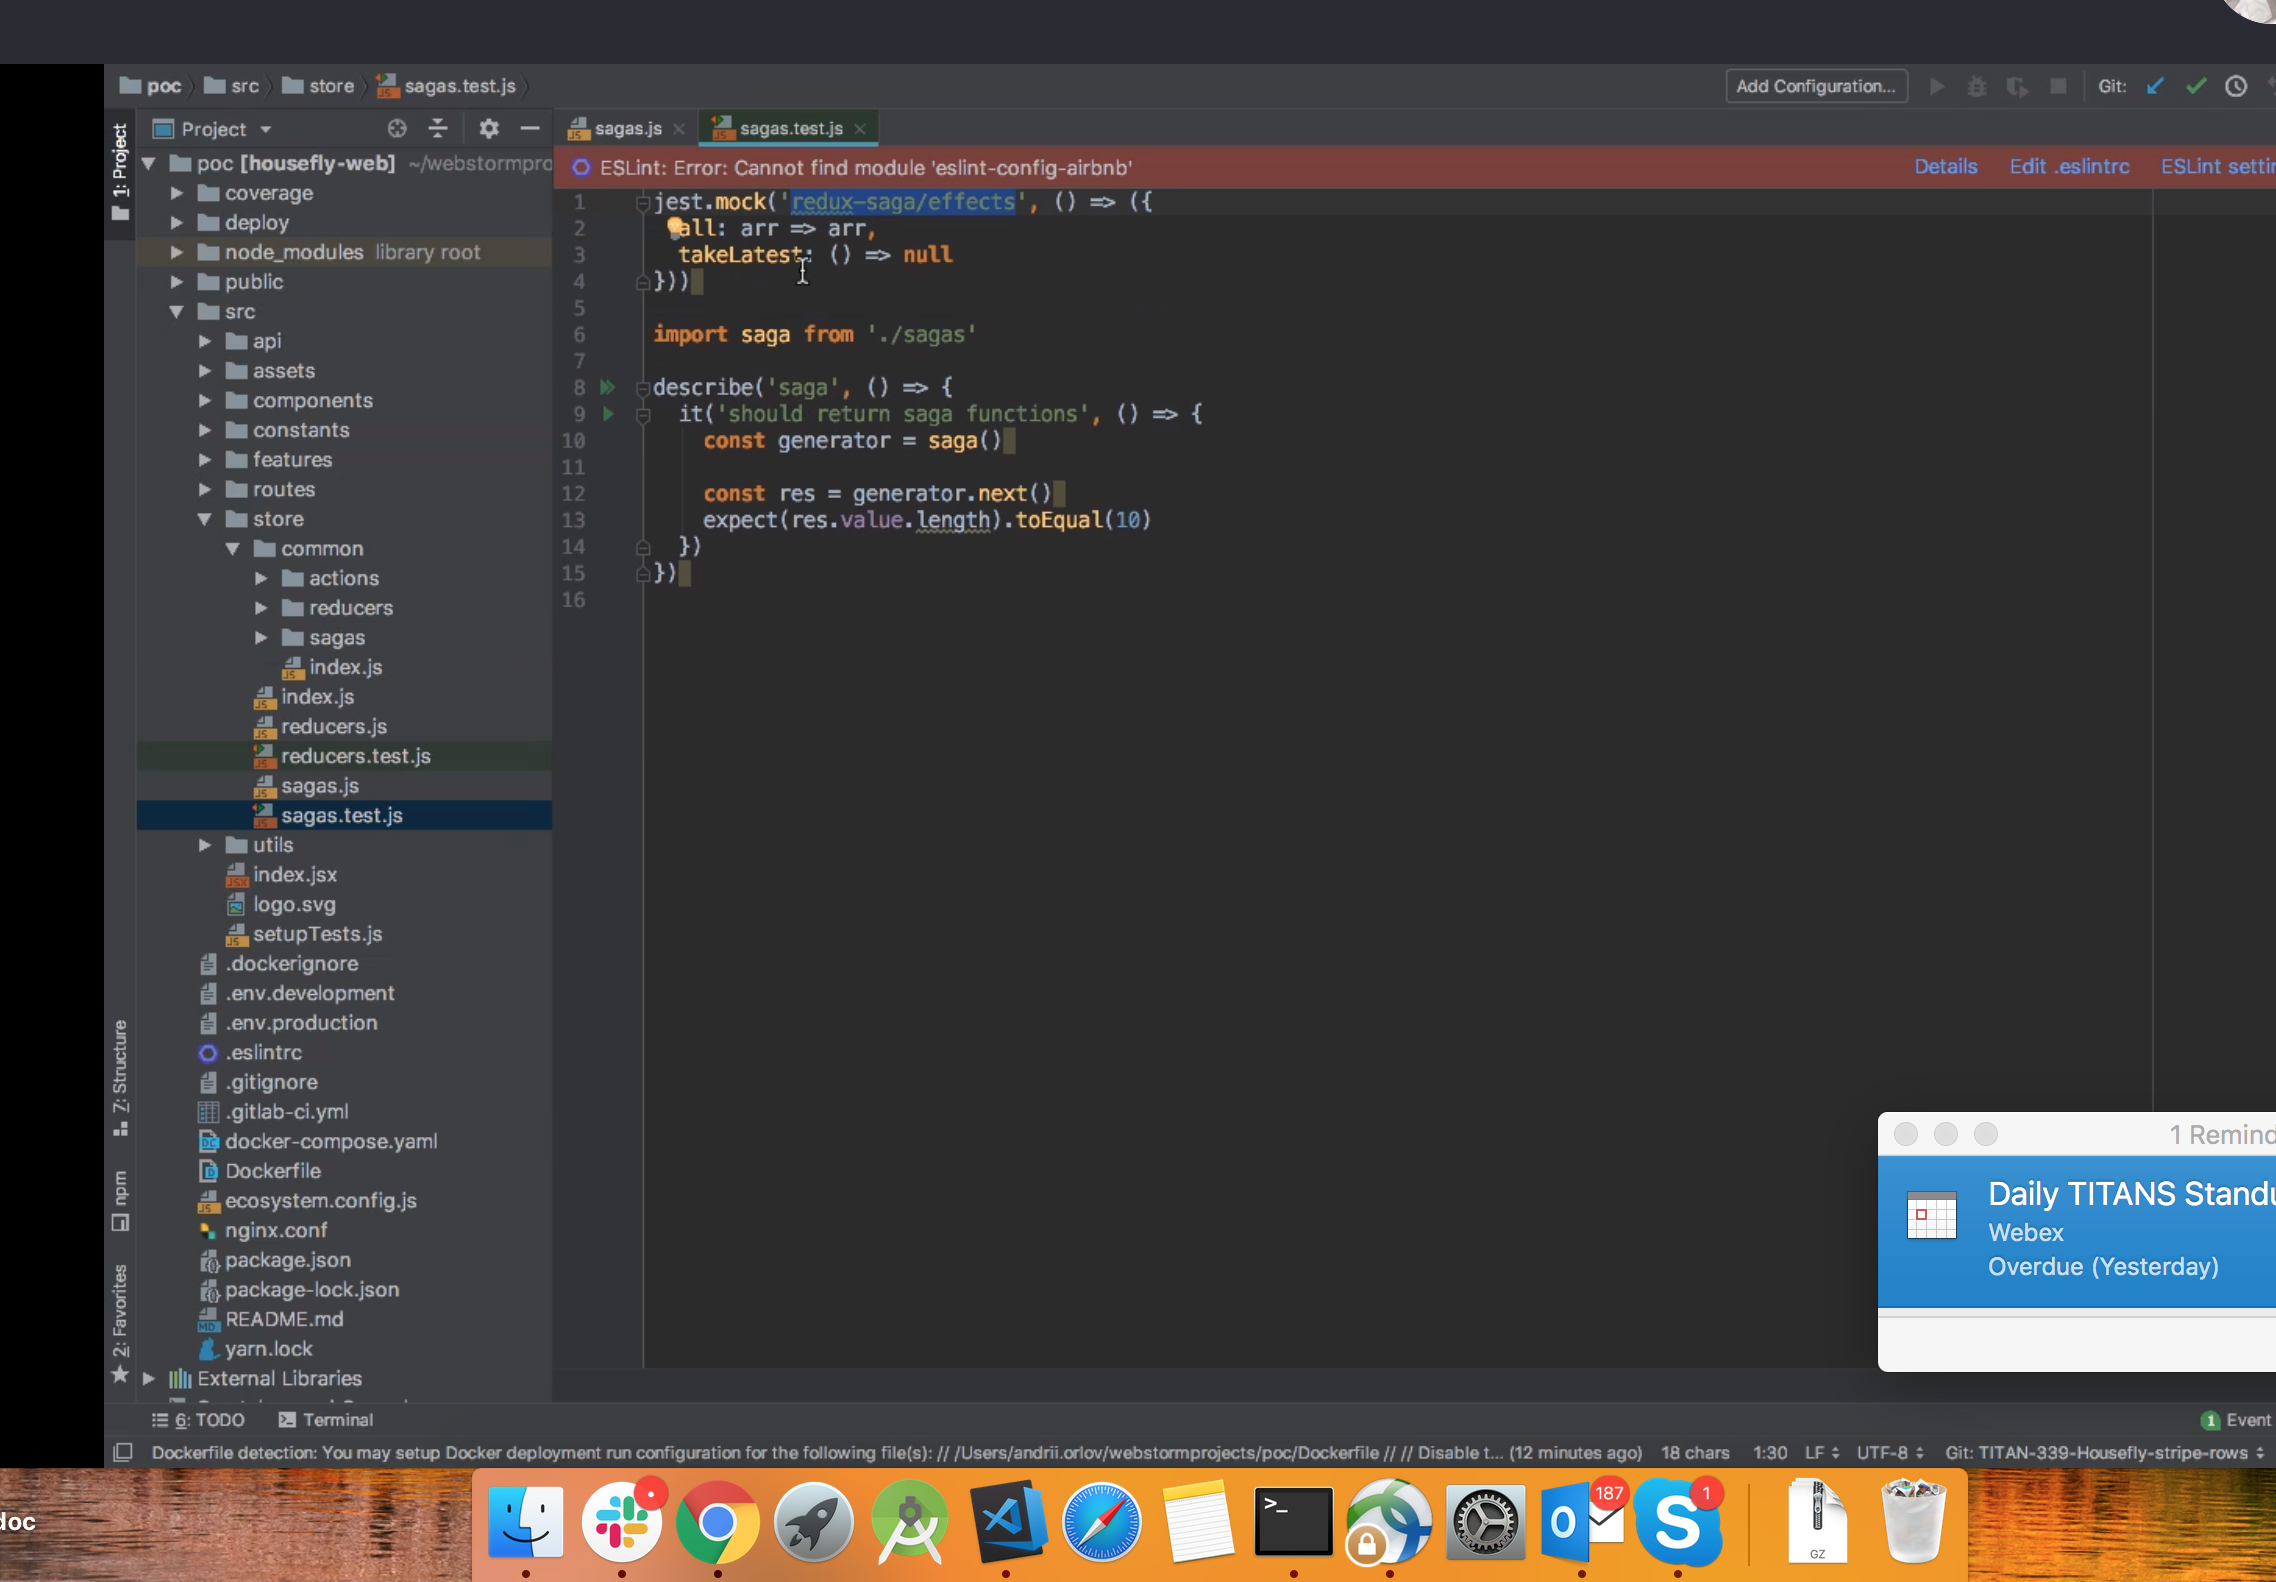 poc src store sagas.test.js
Add Configuration... Git:
1: Project
Project
sagas.js sagas.test.js
poc [housefly-web] ~/webstormpro
ESLint: Error: Cannot find module 'eslint-config-airbnb' Details Edit .eslintrc ESLint settin
coverage
deploy
node_modules library root
public
src
api
assets
components
constants
features
routes
store
common
actions
reducers
sagas
index.js
index.js
reducers.js
reducers.test.js
sagas.js
sagas.test.js
utils
index.jsx
logo.svg
setupTests.js
.dockerignore
.env.development
.env.production
.eslintrc
.gitignore
.gitlab-ci.yml
docker-compose.yaml
Dockerfile
ecosystem.config.js
nginx.conf
package.json
package-lock.json
README.md
yarn.lock
External Libraries
1 jest.mock('redux-saga/effects', () => ({
2 all: arr => arr,
3 takeLatest: () => null
4 }))
5
6 import saga from './sagas'
7
8 describe('saga', () => {
9 it('should return saga functions', () => {
10 const generator = saga()
11
12 const res = generator.next()
13 expect(res.value.length).toEqual(10)
14 })
15 })
16
Z: Structure
npm
2: Favorites
1 Remind
Daily TITANS Standu
Webex
Overdue (Yesterday)
6: TODO Terminal 1 Event
Dockerfile detection: You may setup Docker deployment run configuration for the following file(s): // /Users/andrii.orlov/webstormprojects/poc/Dockerfile // // Disable t... (12 minutes ago) 18 chars 1:30 LF UTF-8 Git: TITAN-339-Housefly-stripe-rows
doc
187
1
GZ